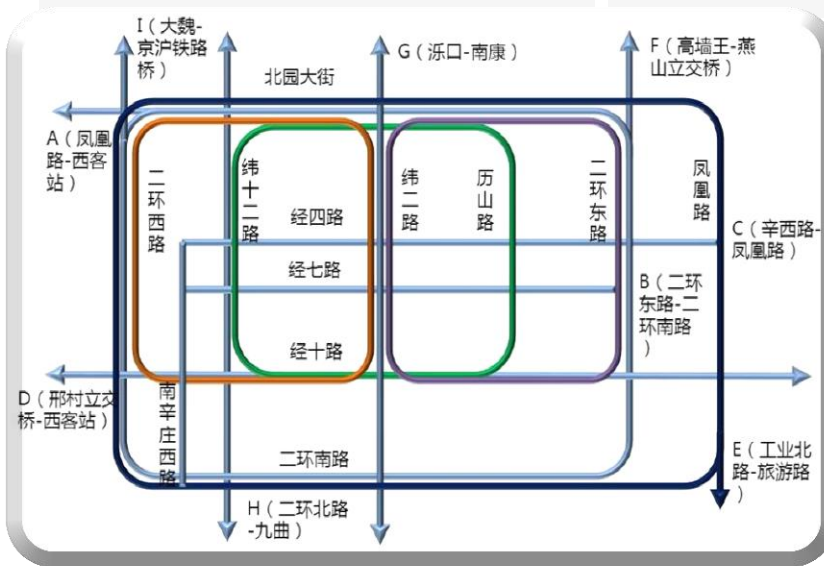 I（大魏-
京沪铁路
桥）
G（泺口-南康）
F（高墙王-燕
山立交桥）
北园大街
A（凤凰
路-西客
站）
二环西路
纬十二路
纬二路
历山路
二环东路
凤凰路
经四路
C（辛西路-
凤凰路）
经七路
B（二环
东路-二
环南路
）
经十路
D（邢村立交
桥-西客站）
南辛庄西路
二环南路
E（工业北
路-旅游路
）
H（二环北路
-九曲）